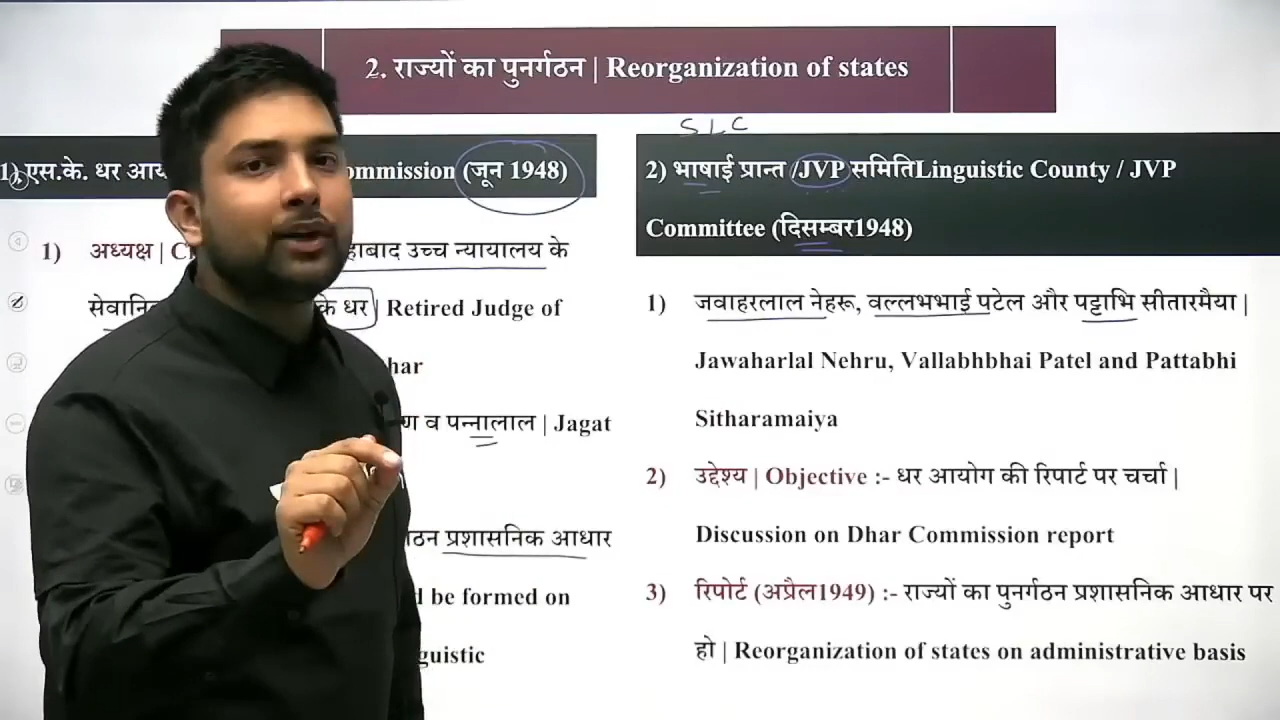 2. राज्यों का पुनर्गठन | Reorganization of states
SLC
1) एस.के. धर आय ommission (जून 1948)
1) अध्यक्ष | C हाबाद उच्च न्यायालय के
सेवानि के धर | Retired Judge of
har
ण व पन्नालाल | Jagat
ठन प्रशासनिक आधार
d be formed on
guistic
2) भाषाई प्रान्त /JVP समितिLinguistic County / JVP
Committee (दिसम्बर1948)
1) जवाहरलाल नेहरू, वल्लभभाई पटेल और पट्टाभि सीतारमैया |
Jawaharlal Nehru, Vallabhbhai Patel and Pattabhi
Sitharamaiya
2) उद्देश्य | Objective :- धर आयोग की रिपार्ट पर चर्चा |
Discussion on Dhar Commission report
3) रिपोर्ट (अप्रैल1949) :- राज्यों का पुनर्गठन प्रशासनिक आधार पर
हो | Reorganization of states on administrative basis